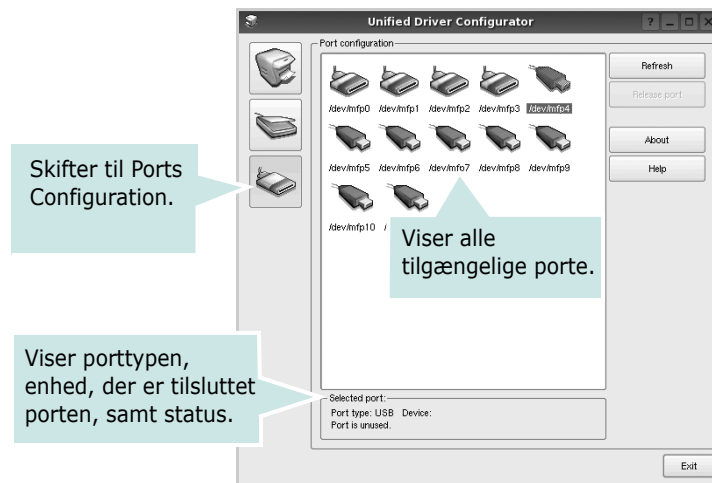 Unified Driver Configurator
Port configuration
/dev/mfp0 /dev/mfp1 /dev/mfp2 /dev/mfp3 /dev/mfp4
/dev/mfp5 /dev/mfp6 /dev/mfo7 /dev/mfp8 /dev/mfp9
/dev/mfp10 /
Refresh
Release port
About
Help
Skifter til Ports
Configuration.
Viser alle
tilgængelige porte.
Viser porttypen,
enhed, der er tilsluttet
porten, samt status.
Selected port:
Port type: USB Device:
Port is unused.
Exit